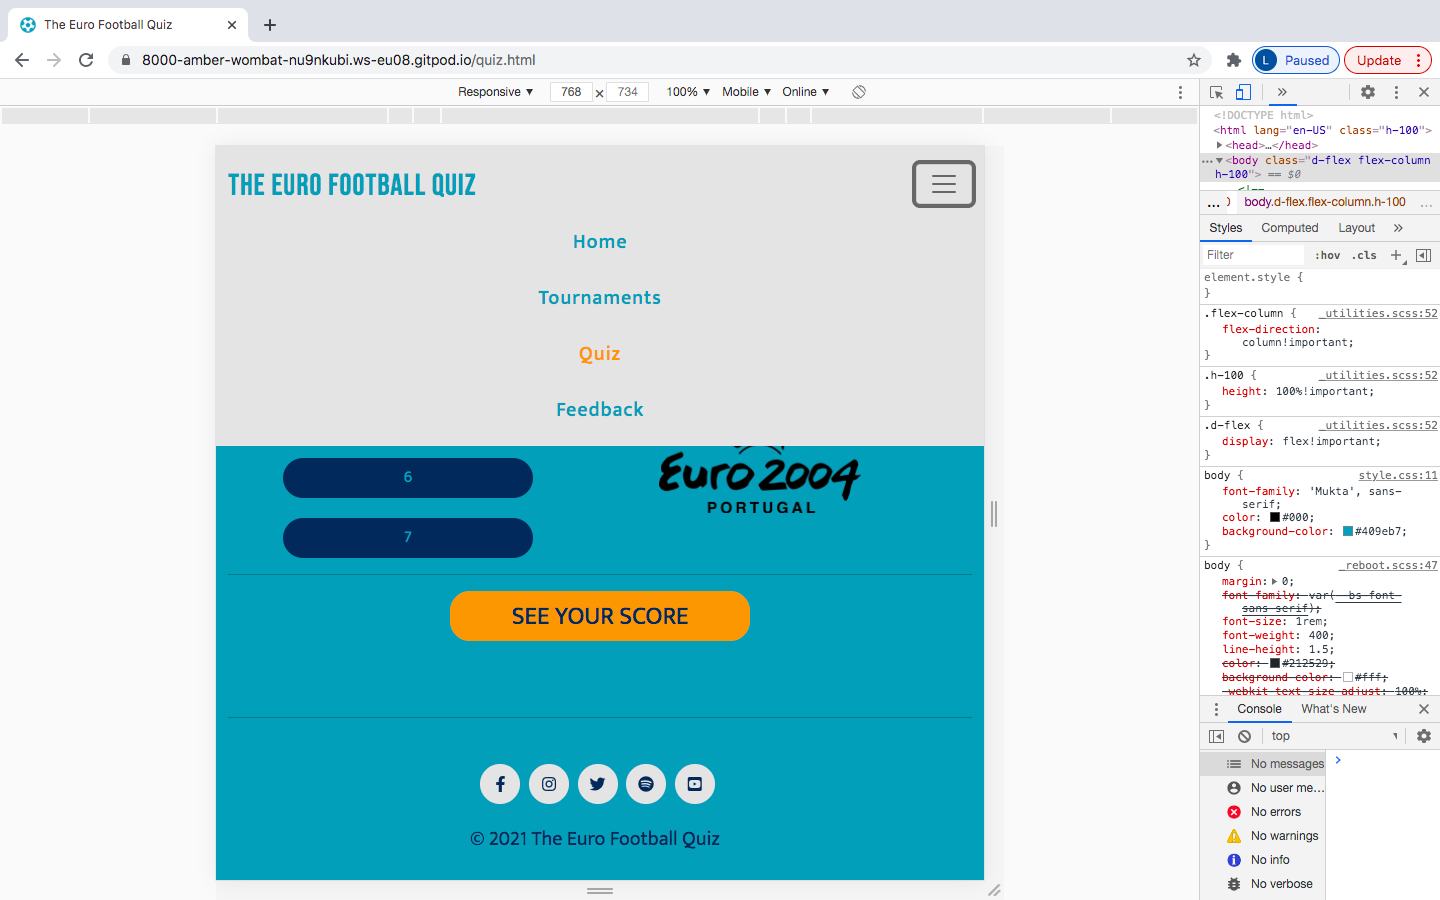 The Euro Football Quiz
8000-amber-wombat-nu9nkubi.ws-eu08.gitpod.io/quiz.html
L Paused
Update
Responsive 768 x 734 100% Mobile Online
<!DOCTYPE html>
<html lang="en-US" class="h-100">
<head>…</head>
<body class="d-flex flex-column
h-100"> == $0
... body.d-flex.flex-column.h-100 ...
Styles Computed Layout
Filter :hov .cls
element.style {
}
.flex-column { _utilities.scss:52
flex-direction:
column!important;
}
.h-100 { _utilities.scss:52
height: 100%!important;
}
.d-flex { _utilities.scss:52
display: flex!important;
}
body { style.css:11
font-family: 'Mukta', sans-
serif;
color: #000;
background-color: #409eb7;
}
body { _reboot.scss:47
margin: 0;
font-family: var(--bs-font-
sans-serif);
font-size: 1rem;
font-weight: 400;
line-height: 1.5;
color: #212529;
background-color: #fff;
-webkit-text-size-adjust: 100%;
Console What's New
top
No messages
No user me...
No errors
No warnings
No info
No verbose
THE EURO FOOTBALL QUIZ
Home
Tournaments
Quiz
Feedback
6
7
Euro 2004
PORTUGAL
SEE YOUR SCORE
© 2021 The Euro Football Quiz